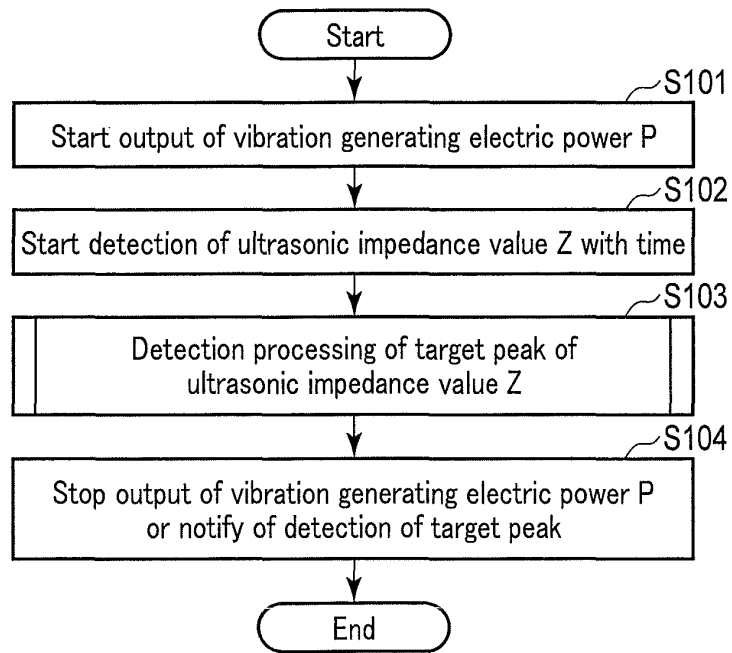 Start
S101
Start output of vibration generating electric power P
S102
Start detection of ultrasonic impedance value Z with time
S103
Detection processing of target peak of
ultrasonic impedance value Z
S104
Stop output of vibration generating electric power P
or notify of detection of target peak
End